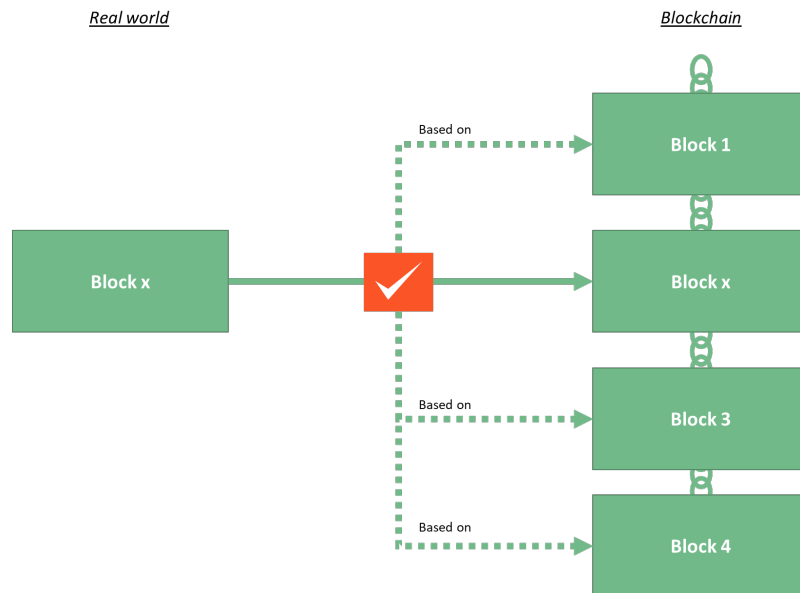 Real world
Blockchain
Based on
Block 1
Block x
Block x
Based on
Block 3
Based on
Block 4